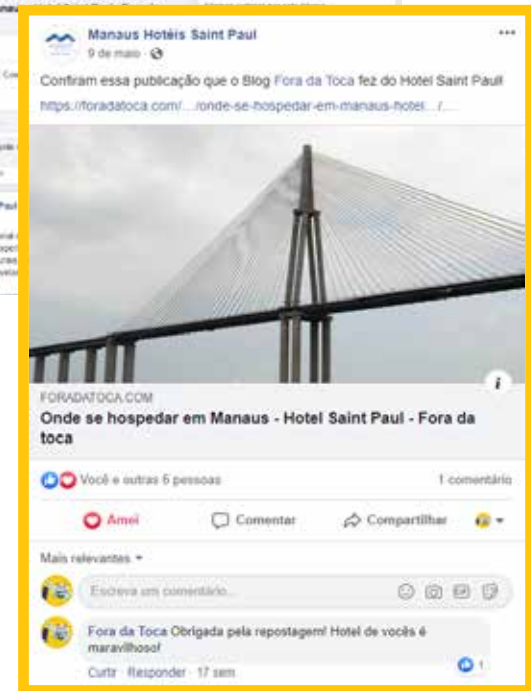 Manaus Hotéis Saint Paul
9 de maio
Confiram essa publicação que o Blog Fora da Toca fez do Hotel Saint Paul!
https://foradatoca.com/.../onde-se-hospedar-em-manaus-hotel.../...
i
FORADATOCA.COM
Onde se hospedar em Manaus - Hotel Saint Paul - Fora da
toca
Você e outras 6 pessoas 1 comentário
Amei Comentar Compartilhar
Mais relevantes
Escreva um comentário...
GIF
Fora da Toca Obrigada pela repostagem! Hotel de vocês é
maravilhoso!
Curtir · Responder · 17 sem
1